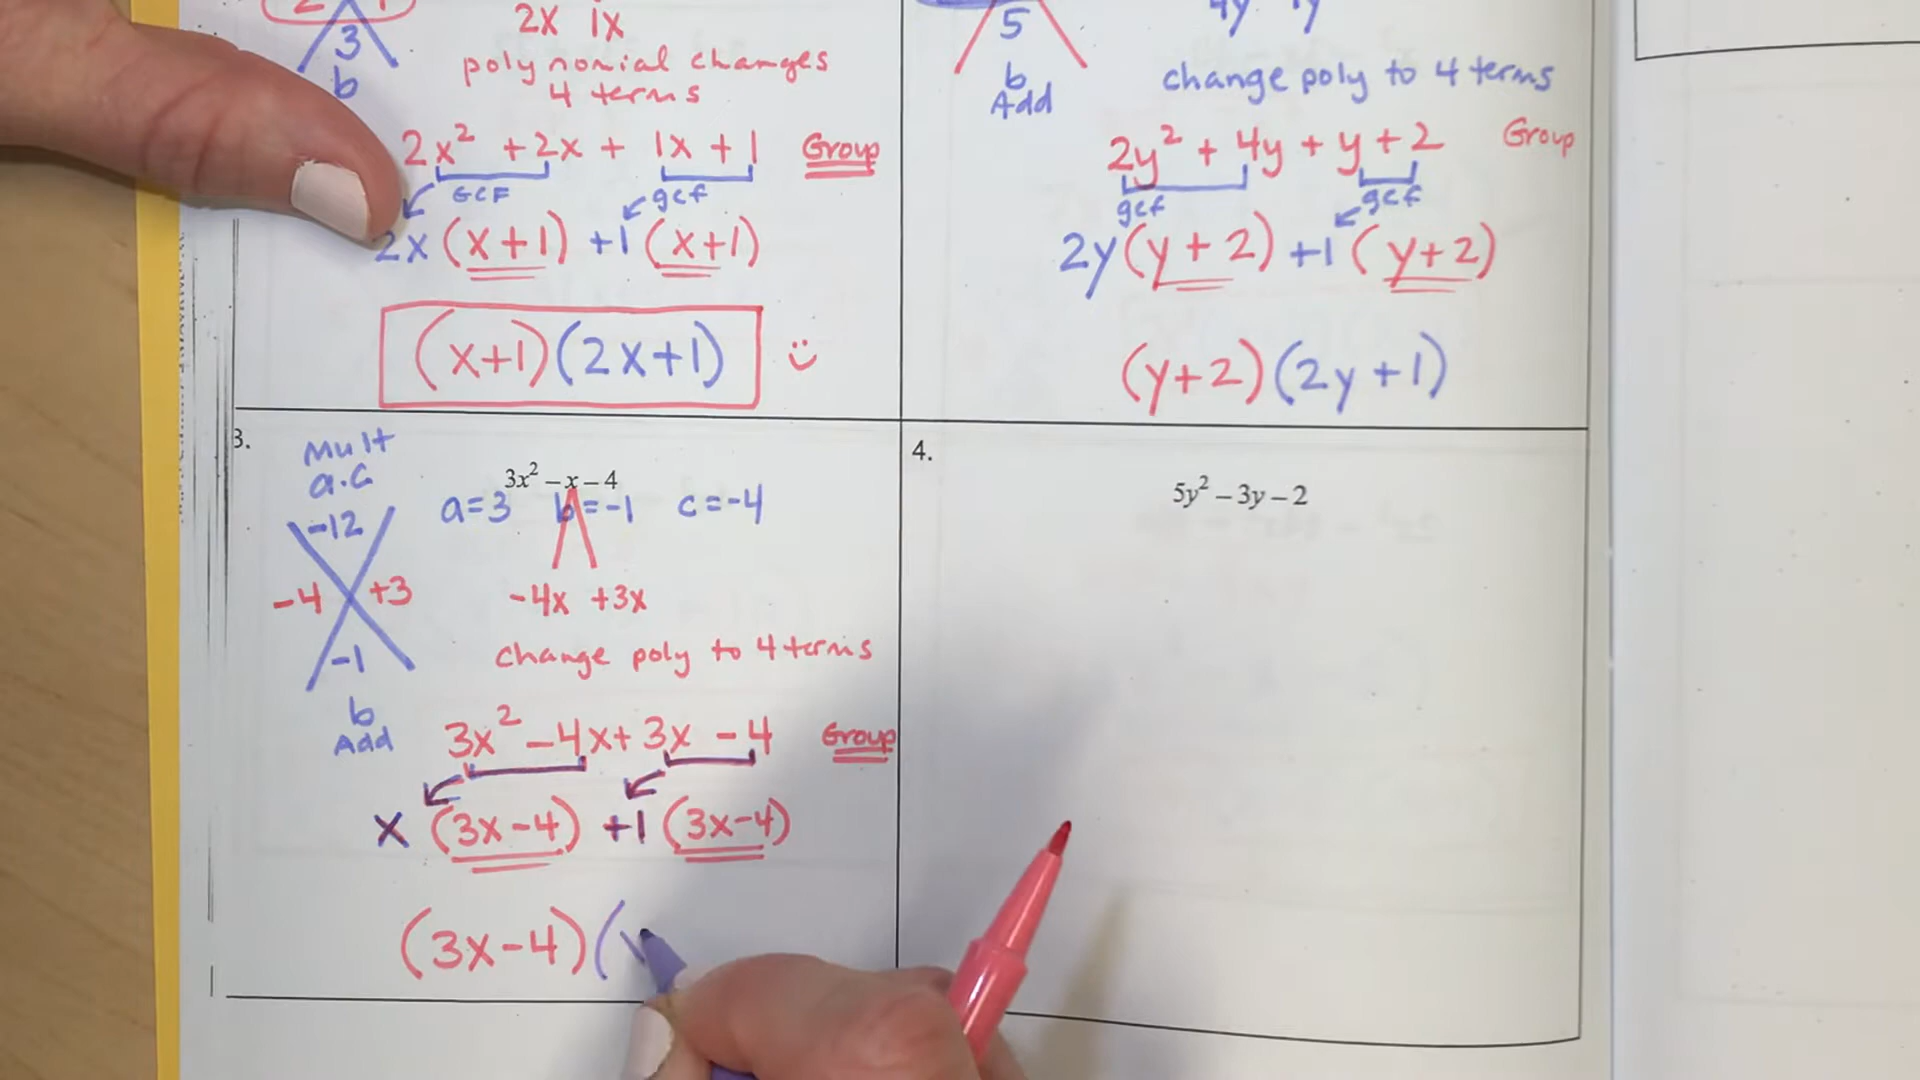 3
b
2x 1x
polynomial changes
4 terms
2x² + 2x + 1x + 1 Group
GCF gcf
2x (x+1) +1 (x+1)
(x+1)(2x+1)
5
b
Add
4y
change poly to 4 terms
2y² + 4y + y + 2 Group
gcf gcf
2y(y+2) +1 (y+2)
(y+2)(2y+1)
3.
Mult
a.c
3x² – x – 4
a=3 b=-1 c=-4
-12
-4 +3
-1
b
Add
-4x +3x
change poly to 4 terms
3x² - 4x + 3x - 4 Group
x (3x-4) +1 (3x-4)
(3x-4)(
4.
5y² – 3y – 2